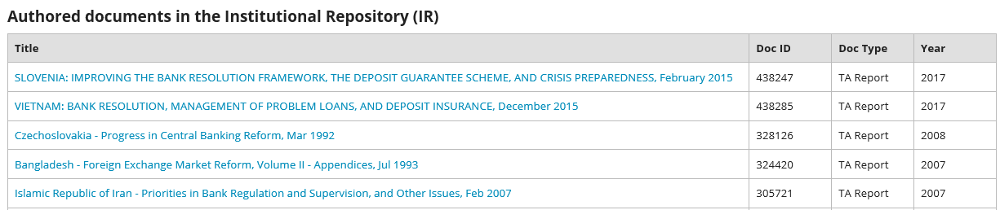 Authored documents in the Institutional Repository (IR)
Title Doc ID Doc Type Year
SLOVENIA: IMPROVING THE BANK RESOLUTION FRAMEWORK, THE DEPOSIT GUARANTEE SCHEME, AND CRISIS PREPAREDNESS, February 2015 438247 TA Report 2017
VIETNAM: BANK RESOLUTION, MANAGEMENT OF PROBLEM LOANS, AND DEPOSIT INSURANCE, December 2015 438285 TA Report 2017
Czechoslovakia - Progress in Central Banking Reform, Mar 1992 328126 TA Report 2008
Bangladesh - Foreign Exchange Market Reform, Volume II - Appendices, Jul 1993 324420 TA Report 2007
Islamic Republic of Iran - Priorities in Bank Regulation and Supervision, and Other Issues, Feb 2007 305721 TA Report 2007